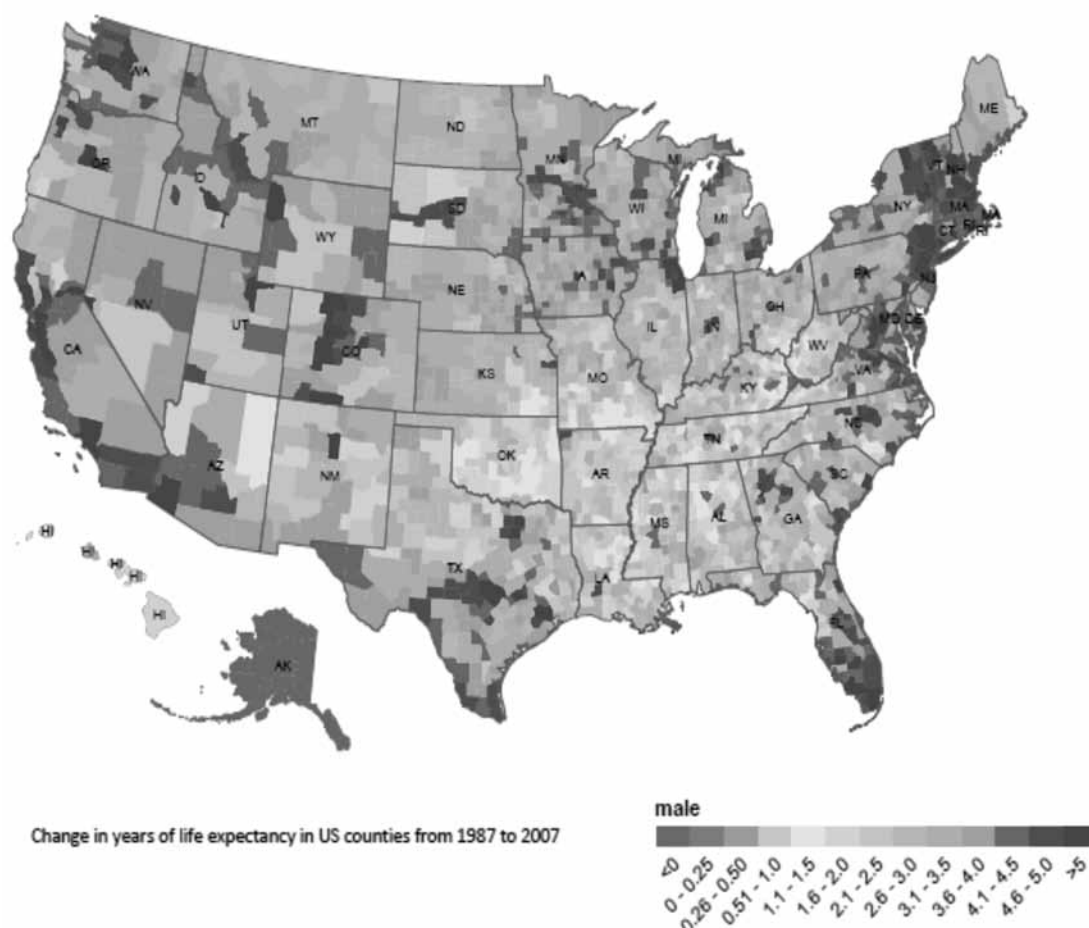 WA
MT
ND
ME
OR
ID
MN
MI
VT
NH
SD
WI
NY
MA
MA
WY
MI
CT
RI
RI
IA
PA
NJ
NE
NV
OH
UT
IL
IN
MD
DE
CA
CO
WV
VA
KS
MO
KY
NC
TN
AZ
NM
OK
AR
SC
MS
AL
GA
TX
LA
FL
HI
HI
HI
HI
HI
AK
male
Change in years of life expectancy in US counties from 1987 to 2007
<0
0 - 0.25
0.26 - 0.50
0.51 - 1.0
1.1 - 1.5
1.6 - 2.0
2.1 - 2.5
2.6 - 3.0
3.1 - 3.5
3.6 - 4.0
4.1 - 4.5
4.6 - 5.0
>5